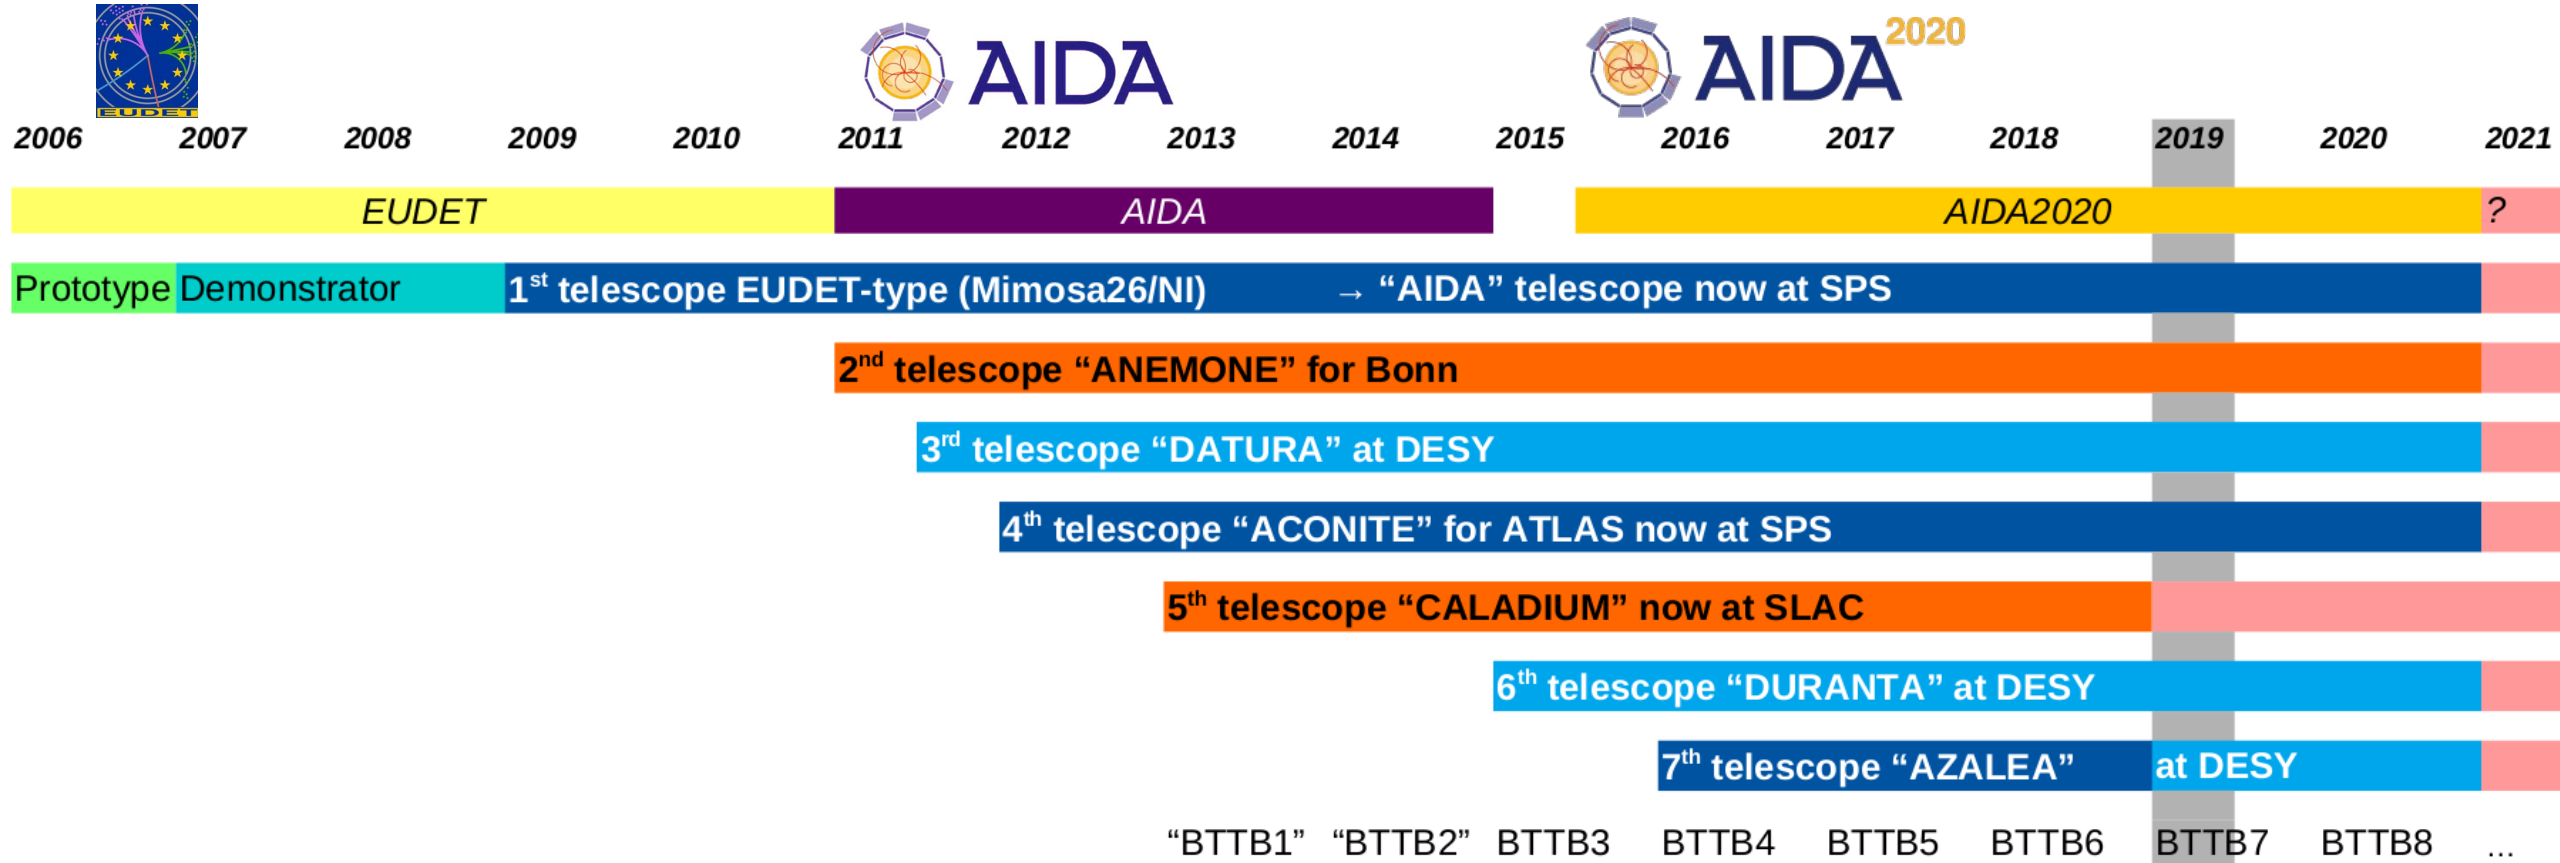 EUDET
AIDA
AIDA2020
2006 2007 2008 2009 2010 2011 2012 2013 2014 2015 2016 2017 2018 2019 2020 2021
EUDET AIDA AIDA2020 ?
Prototype Demonstrator 1st telescope EUDET-type (Mimosa26/NI) → “AIDA” telescope now at SPS
2nd telescope “ANEMONE” for Bonn
3rd telescope “DATURA” at DESY
4th telescope “ACONITE” for ATLAS now at SPS
5th telescope “CALADIUM” now at SLAC
6th telescope “DURANTA” at DESY
7th telescope “AZALEA” at DESY
“BTTB1” “BTTB2” BTTB3 BTTB4 BTTB5 BTTB6 BTTB7 BTTB8 ...